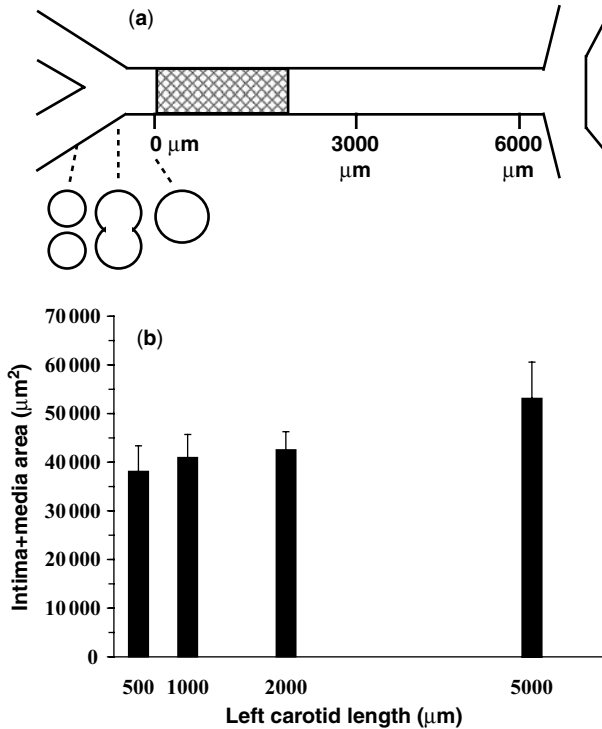 (a)
0 μm
3000
μm
6000
μm
(b)
70 000
60 000
50 000
40 000
30 000
20 000
10 000
0
Intima+media area (μm²)
500 1000 2000 5000
Left carotid length (μm)